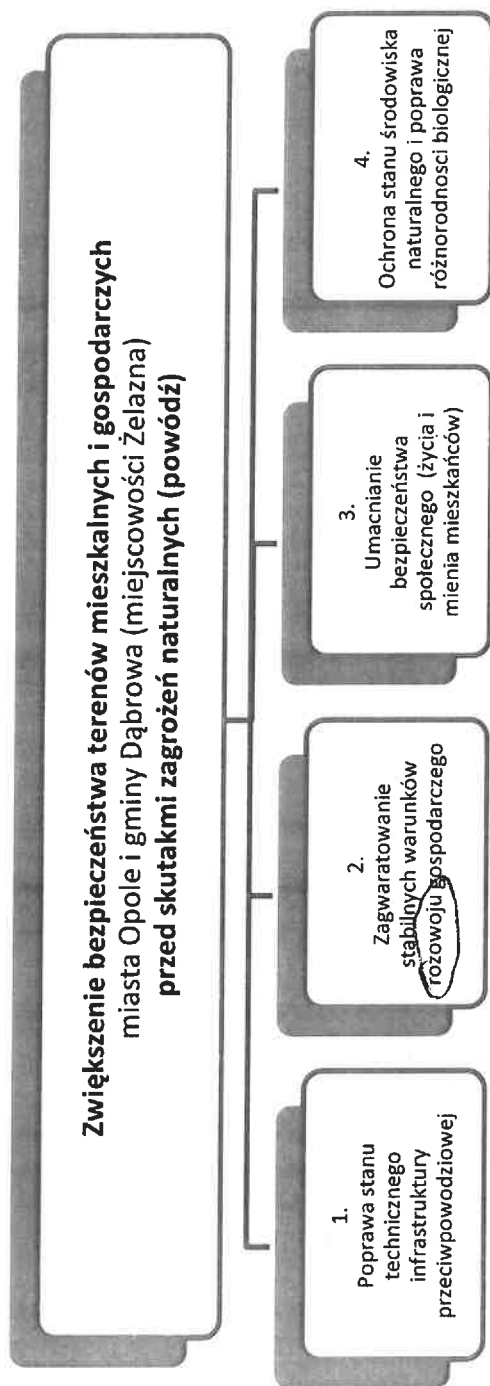 Zwiększenie bezpieczeństwa terenów mieszkalnych i gospodarczych
miasta Opole i gminy Dąbrowa (miejscowości Żelazna)
przed skutakmi zagrożeń naturalnych (powódź)
1.
Poprawa stanu
technicznego
infrastruktury
przeciwpowodziowej
2.
Zagwaratowanie
stabilnych warunków
rozowoju gospodarczego
3.
Umacnianie
bezpieczeństwa
społecznego (życia i
mienia mieszkańców)
4.
Ochrona stanu środowiska
naturalnego i poprawa
różnorodnosci biologicznej